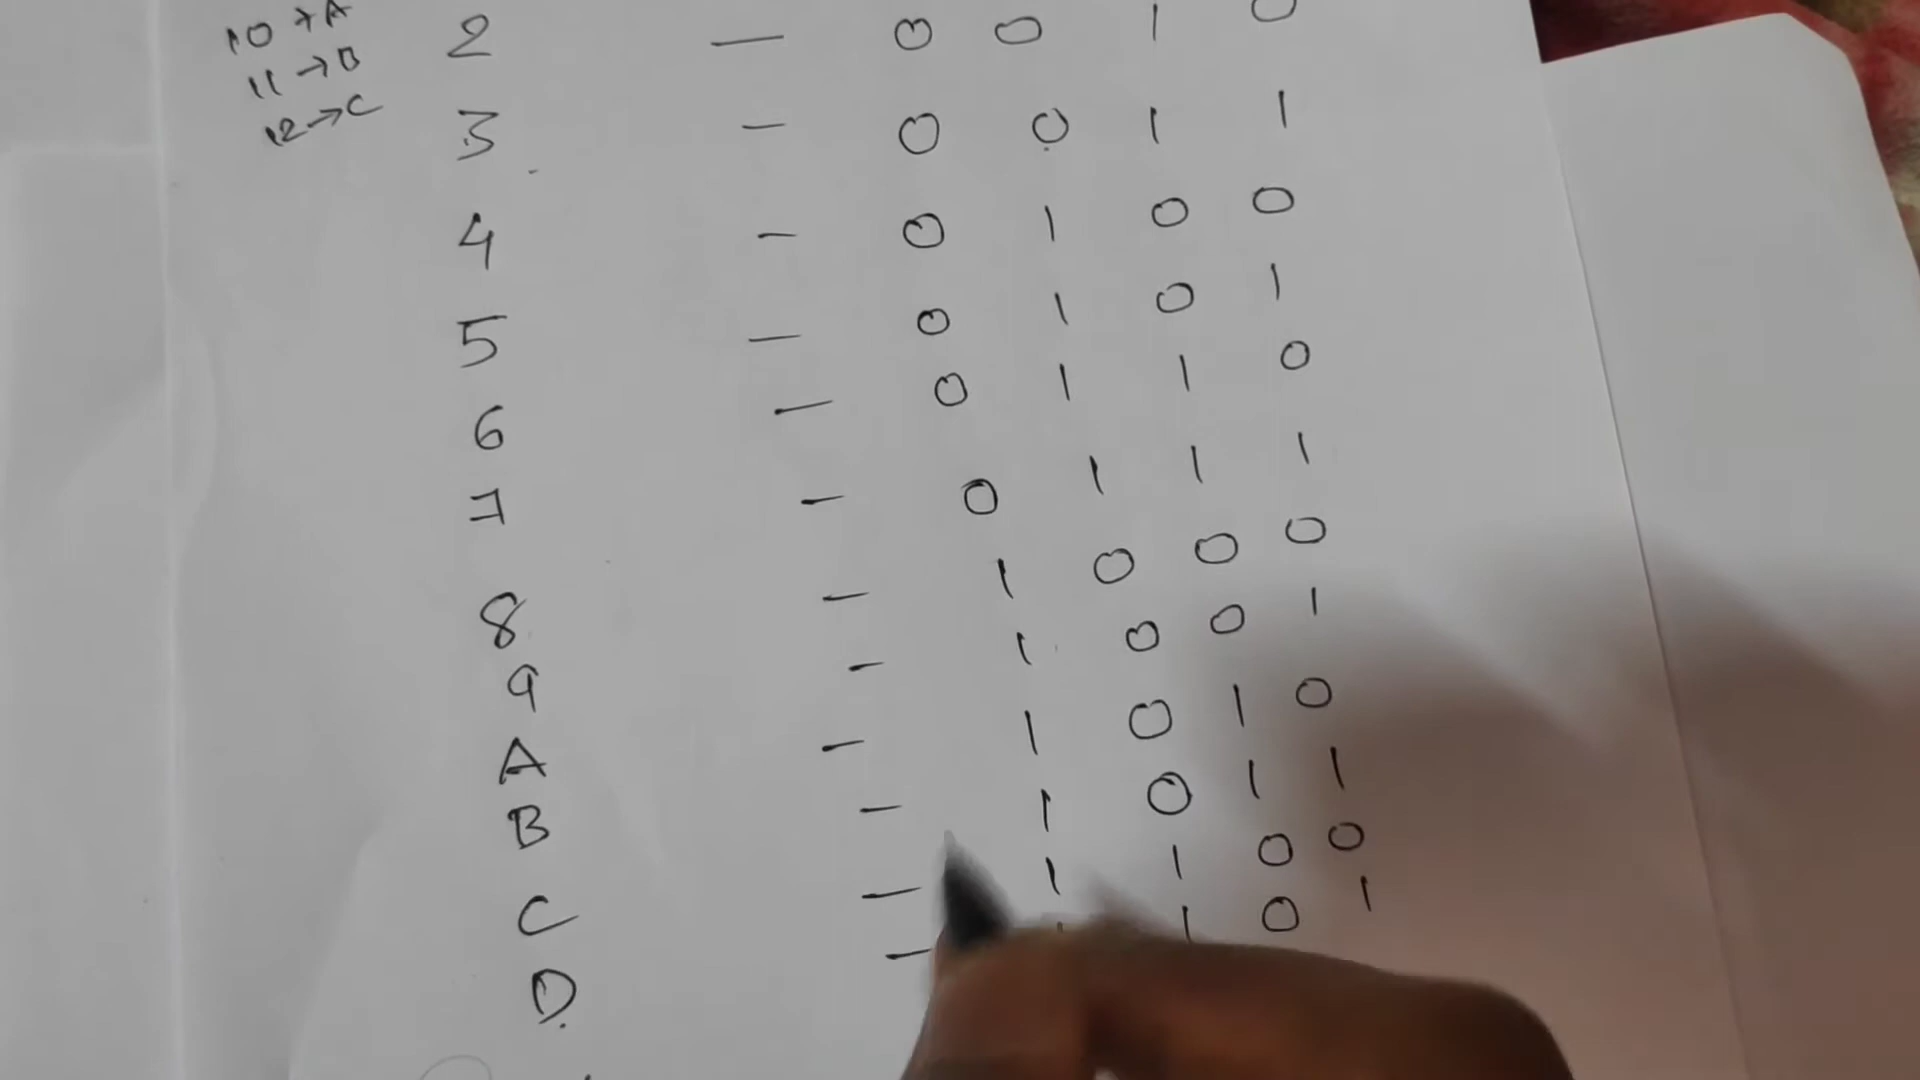 10 → A
11 → B
12 → C
2 — 0 0 1 0
3 - 0 0 1 1
4 - 0 1 0 0
5 — 0 1 0 1
6 — 0 1 1 0
7 - 0 1 1 1
8 - 1 0 0 0
9 - 1 0 0 1
A - 1 0 1 0
B - 1 0 1 1
C — 1 1 0 0
D - 1 1 0 1